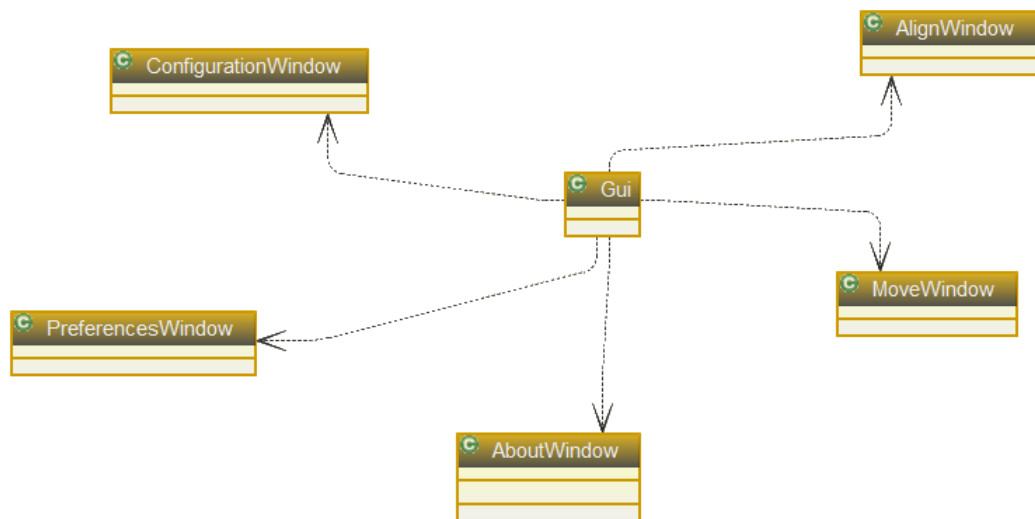 C AlignWindow
C ConfigurationWindow
C Gui
C MoveWindow
C PreferencesWindow
C AboutWindow